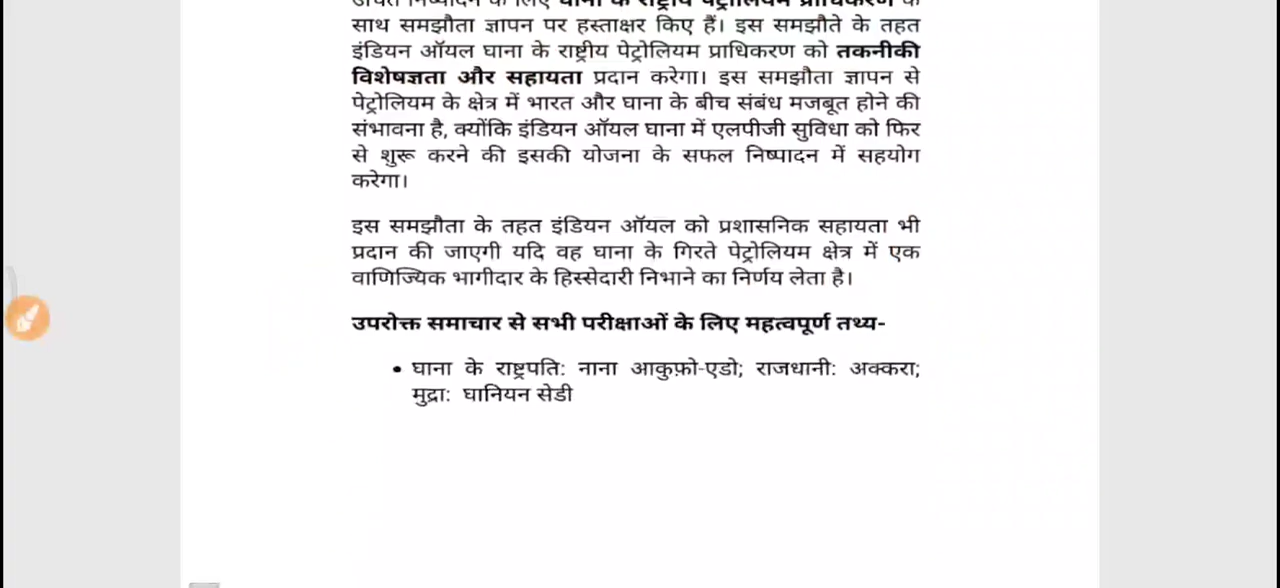 साथ समझौता ज्ञापन पर हस्ताक्षर किए हैं। इस समझौते के तहत
इंडियन ऑयल घाना के राष्ट्रीय पेट्रोलियम प्राधिकरण को तकनीकी
विशेषज्ञता और सहायता प्रदान करेगा। इस समझौता ज्ञापन से
पेट्रोलियम के क्षेत्र में भारत और घाना के बीच संबंध मजबूत होने की
संभावना है, क्योंकि इंडियन ऑयल घाना में एलपीजी सुविधा को फिर
से शुरू करने की इसकी योजना के सफल निष्पादन में सहयोग
करेगा।
इस समझौता के तहत इंडियन ऑयल को प्रशासनिक सहायता भी
प्रदान की जाएगी यदि वह घाना के गिरते पेट्रोलियम क्षेत्र में एक
वाणिज्यिक भागीदार के हिस्सेदारी निभाने का निर्णय लेता है।
उपरोक्त समाचार से सभी परीक्षाओं के लिए महत्वपूर्ण तथ्य-
• घाना के राष्ट्रपति: नाना आकुफ़ो-एडो; राजधानी: अक्करा;
मुद्रा: घानियन सेडी